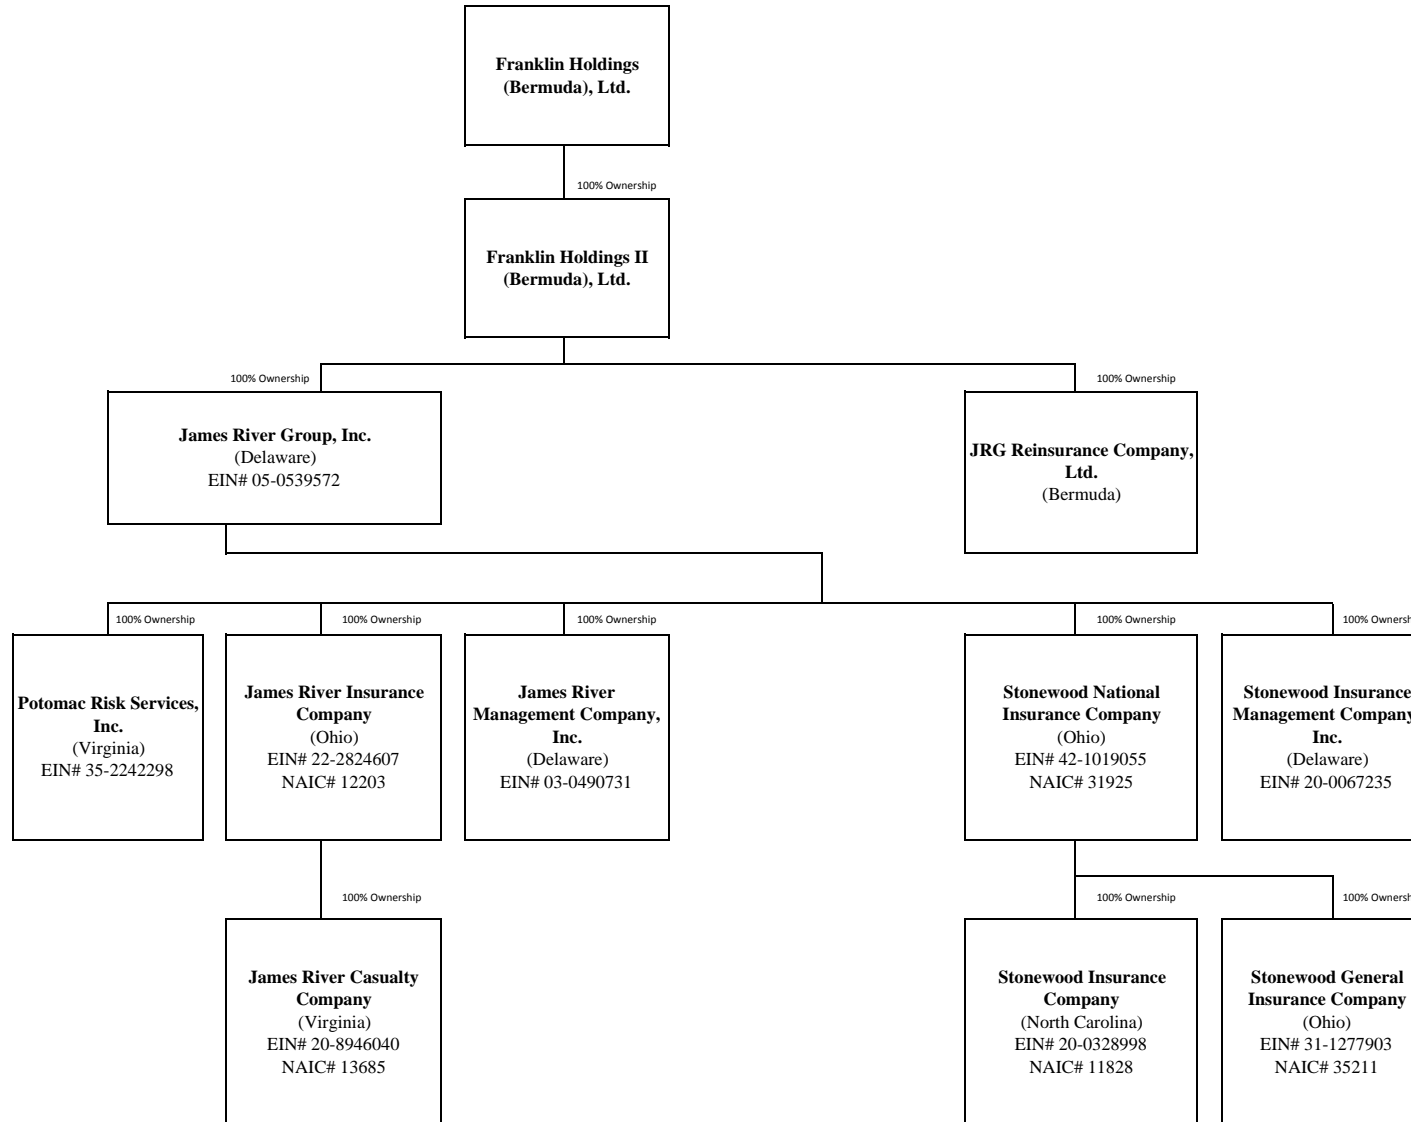 Franklin Holdings
(Bermuda), Ltd.
100% Ownership
Franklin Holdings II
(Bermuda), Ltd.
100% Ownership
100% Ownership
James River Group, Inc.
(Delaware)
EIN# 05-0539572
JRG Reinsurance Company,
Ltd.
(Bermuda)
100% Ownership
100% Ownership
100% Ownership
100% Ownership
100% Ownersh
Potomac Risk Services,
Inc.
(Virginia)
EIN# 35-2242298
James River Insurance
Company
(Ohio)
EIN# 22-2824607
NAIC# 12203
James River
Management Company,
Inc.
(Delaware)
EIN# 03-0490731
Stonewood National
Insurance Company
(Ohio)
EIN# 42-1019055
NAIC# 31925
Stonewood Insurance
Management Company
Inc.
(Delaware)
EIN# 20-0067235
100% Ownership
100% Ownership
100% Ownersh
James River Casualty
Company
(Virginia)
EIN# 20-8946040
NAIC# 13685
Stonewood Insurance
Company
(North Carolina)
EIN# 20-0328998
NAIC# 11828
Stonewood General
Insurance Company
(Ohio)
EIN# 31-1277903
NAIC# 35211